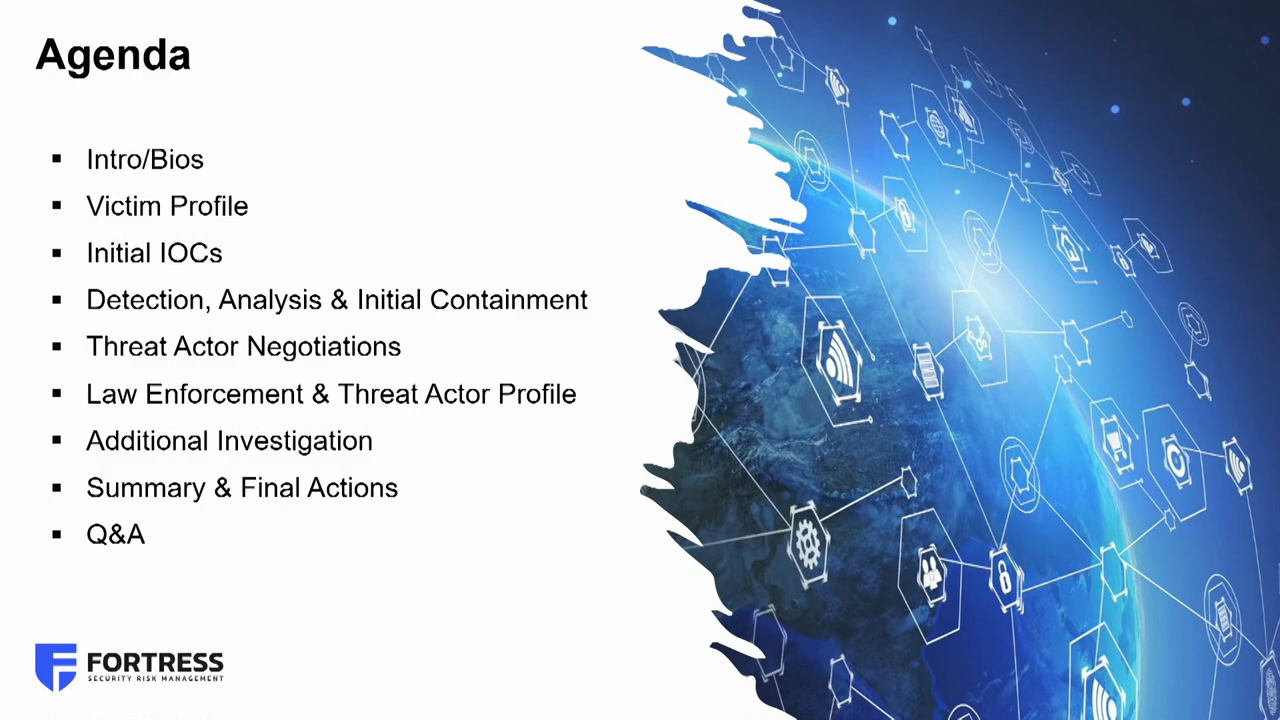 Agenda
▪ Intro/Bios
▪ Victim Profile
▪ Initial IOCs
▪ Detection, Analysis & Initial Containment
▪ Threat Actor Negotiations
▪ Law Enforcement & Threat Actor Profile
▪ Additional Investigation
▪ Summary & Final Actions
▪ Q&A
FORTRESS
SECURITY RISK MANAGEMENT